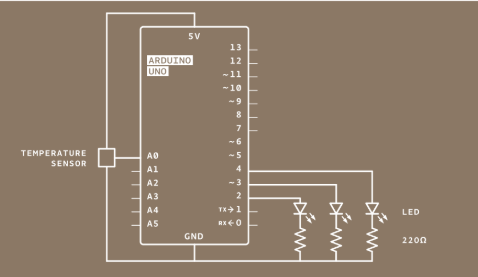 5V
ARDUINO
UNO
13
12
~11
~10
~9
8
7
~6
~5
4
~3
2
TX→1
RX←0
TEMPERATURE
SENSOR
A0
A1
A2
A3
A4
A5
GND
LED
220Ω